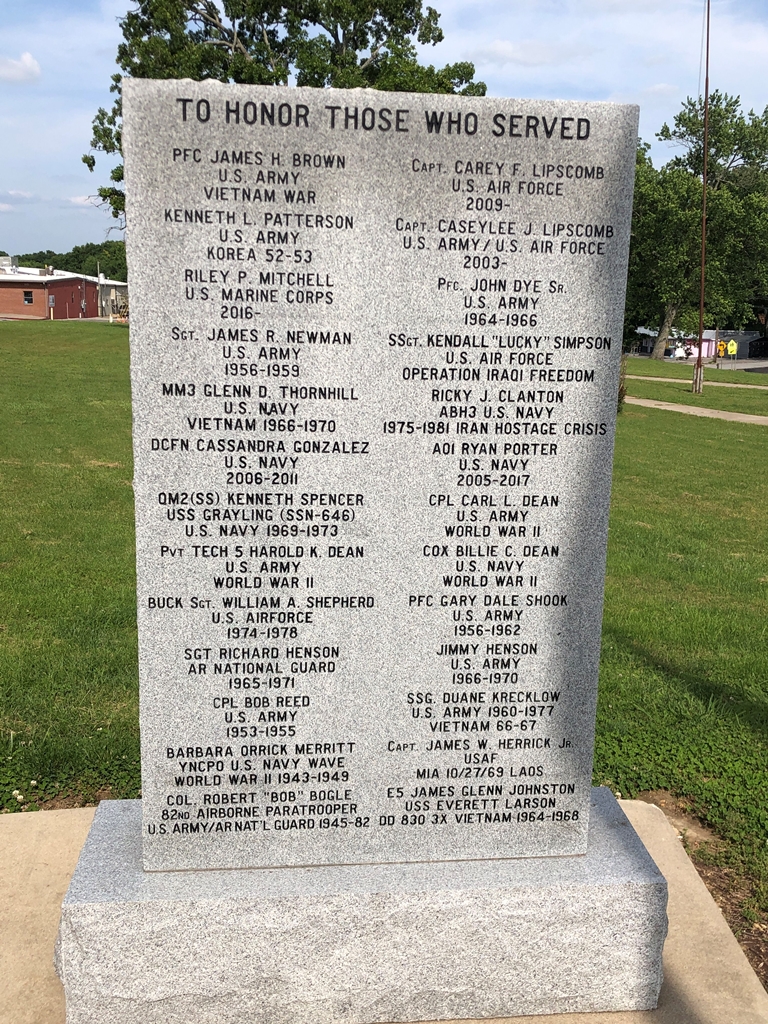 TO HONOR THOSE WHO SERVED
PFC JAMES H. BROWN
U.S. ARMY
VIETNAM WAR
KENNETH L. PATTERSON
U.S. ARMY
KOREA 52-53
RILEY P. MITCHELL
U.S. MARINE CORPS
2016-
SGT. JAMES R. NEWMAN
U.S. ARMY
1956-1959
MM3 GLENN D. THORNHILL
U.S. NAVY
VIETNAM 1966-1970
DCFN CASSANDRA GONZALEZ
U.S. NAVY
2006-2011
QM2(SS) KENNETH SPENCER
USS GRAYLING (SSN-646)
U.S. NAVY 1969-1973
PVT TECH 5 HAROLD K. DEAN
U.S. ARMY
WORLD WAR II
BUCK SGT. WILLIAM A. SHEPHERD
U.S. AIRFORCE
1974-1978
SGT RICHARD HENSON
AR NATIONAL GUARD
1965-1971
CPL BOB REED
U.S. ARMY
1953-1955
BARBARA ORRICK MERRITT
YNCPO U.S. NAVY WAVE
WORLD WAR II 1943-1949
COL. ROBERT "BOB" BOGLE
82ND AIRBORNE PARATROOPER
U.S. ARMY/AR NAT'L GUARD 1945-82
CAPT. CAREY F. LIPSCOMB
U.S. AIR FORCE
2009-
CAPT. CASEYLEE J. LIPSCOMB
U.S. ARMY/U.S. AIR FORCE
2003-
PFC. JOHN DYE SR.
U.S. ARMY
1964-1966
SSGT. KENDALL "LUCKY" SIMPSON
U.S. AIR FORCE
OPERATION IRAQI FREEDOM
RICKY J. CLANTON
ABH3 U.S. NAVY
1975-1981 IRAN HOSTAGE CRISIS
AO1 RYAN PORTER
U.S. NAVY
2005-2017
CPL CARL L. DEAN
U.S. ARMY
WORLD WAR II
COX BILLIE C. DEAN
U.S. NAVY
WORLD WAR II
PFC GARY DALE SHOOK
U.S. ARMY
1956-1962
JIMMY HENSON
U.S. ARMY
1966-1970
SSG. DUANE KRECKLOW
U.S. ARMY 1960-1977
VIETNAM 66-67
CAPT. JAMES W. HERRICK JR.
USAF
MIA 10/27/69 LAOS
E5 JAMES GLENN JOHNSTON
USS EVERETT LARSON
DD 830 3X VIETNAM 1964-1968